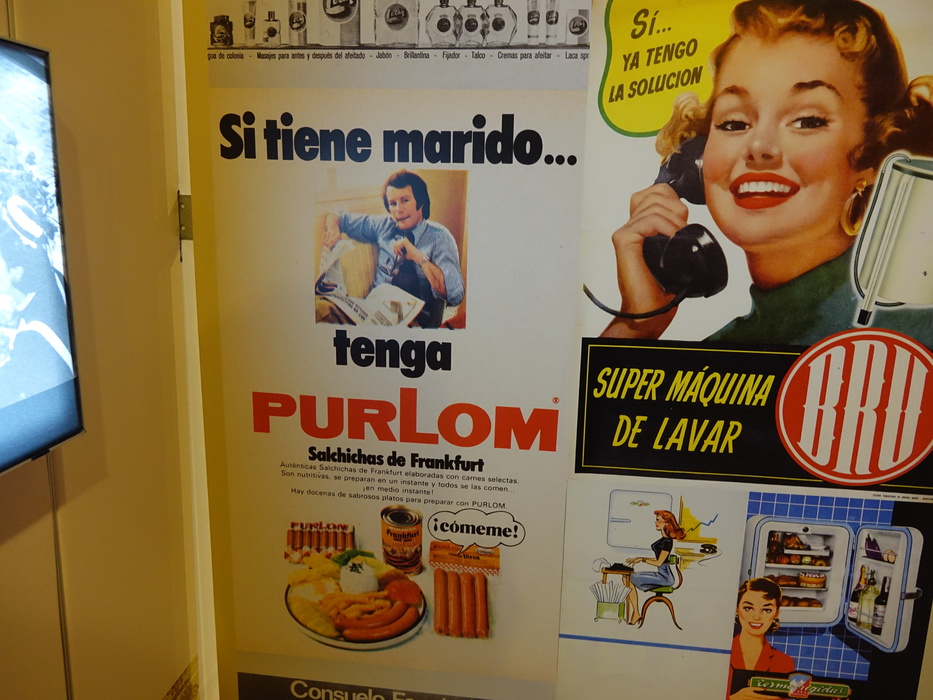 gua de colonia - Masajes para antes y después del afeitado - Jabón - Brillantina - Fijador - Talco - Cremas para afeitar - Laca
Si tiene marido...
tenga
PURLOM®
Salchichas de Frankfurt
Auténticas Salchichas de Frankfurt elaboradas con carnes selectas.
Son nutritivas, se preparan en un instante y todos se las comen...
¡en medio instante!
Hay docenas de sabrosos platos para preparar con PURLOM.
PURLOM
Frankfurt
¡cómeme!
Consuelo
Sí...
YA TENGO
LA SOLUCION
SUPER MÁQUINA
DE LAVAR
BRU